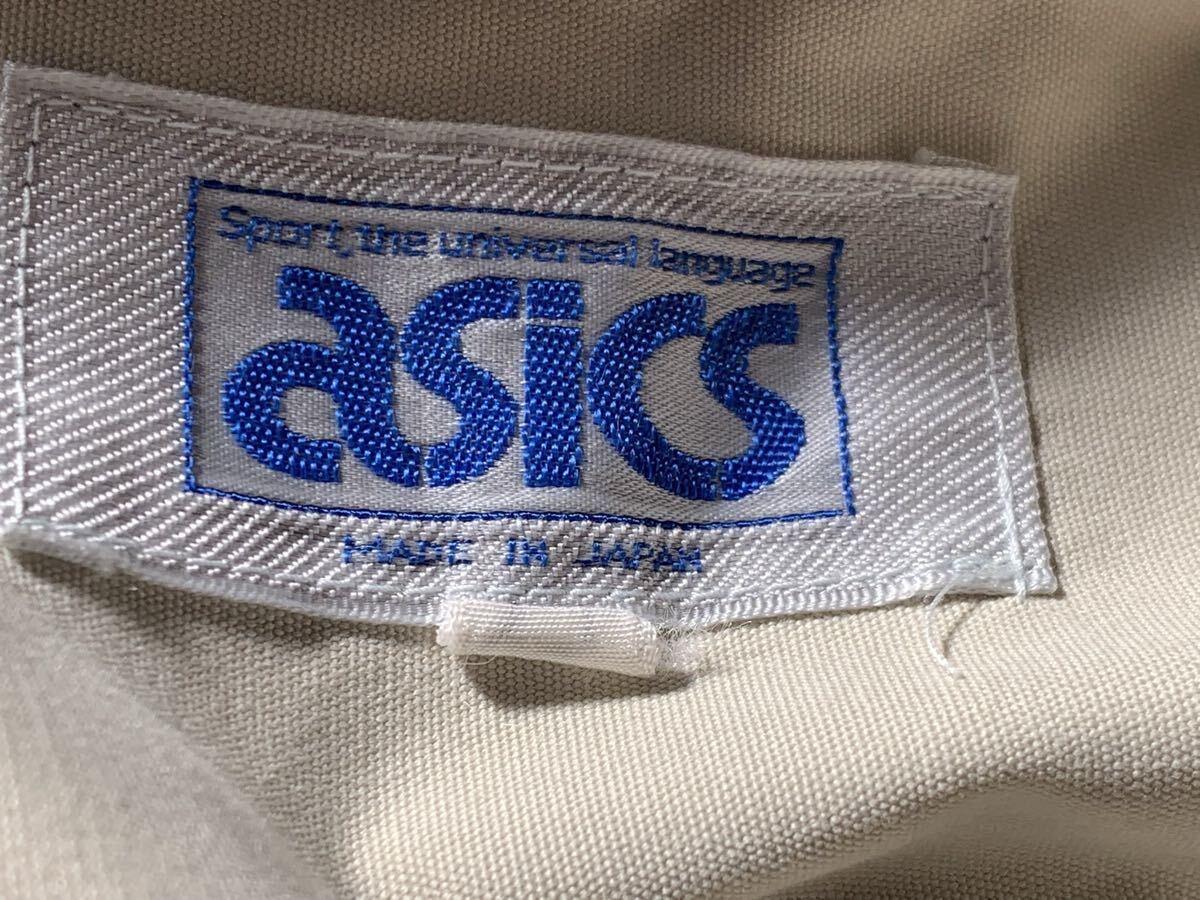 Sport, the universal language
asics
MADE IN JAPAN